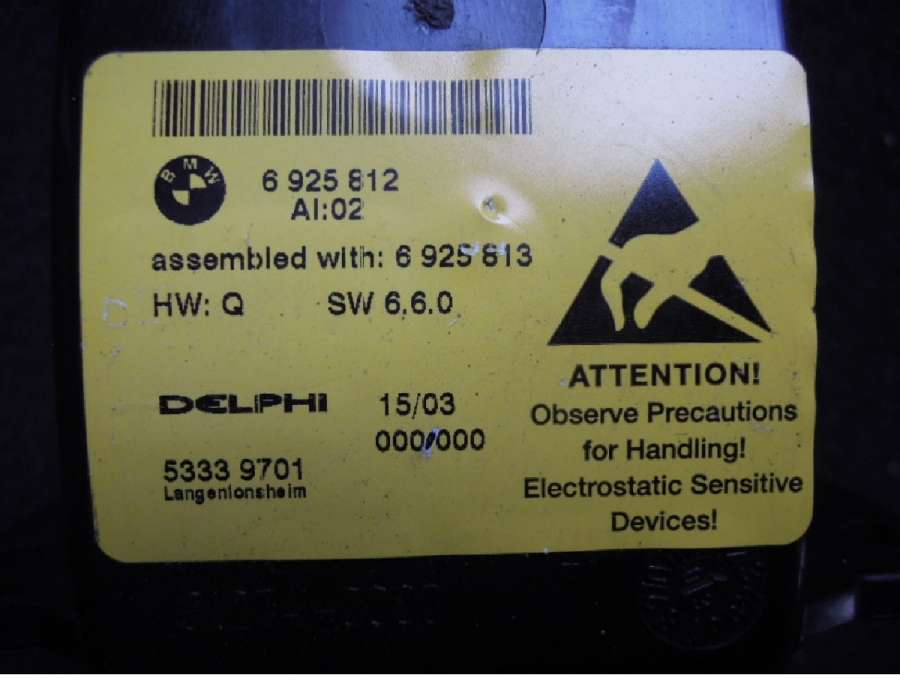 BMW
6 925 812
AI:02
assembled with: 6 925 813
HW: Q SW 6.6.0
DELPHI 15/03
000/000
5333 9701
Langenlonsheim
ATTENTION!
Observe Precautions
for Handling!
Electrostatic Sensitive
Devices!